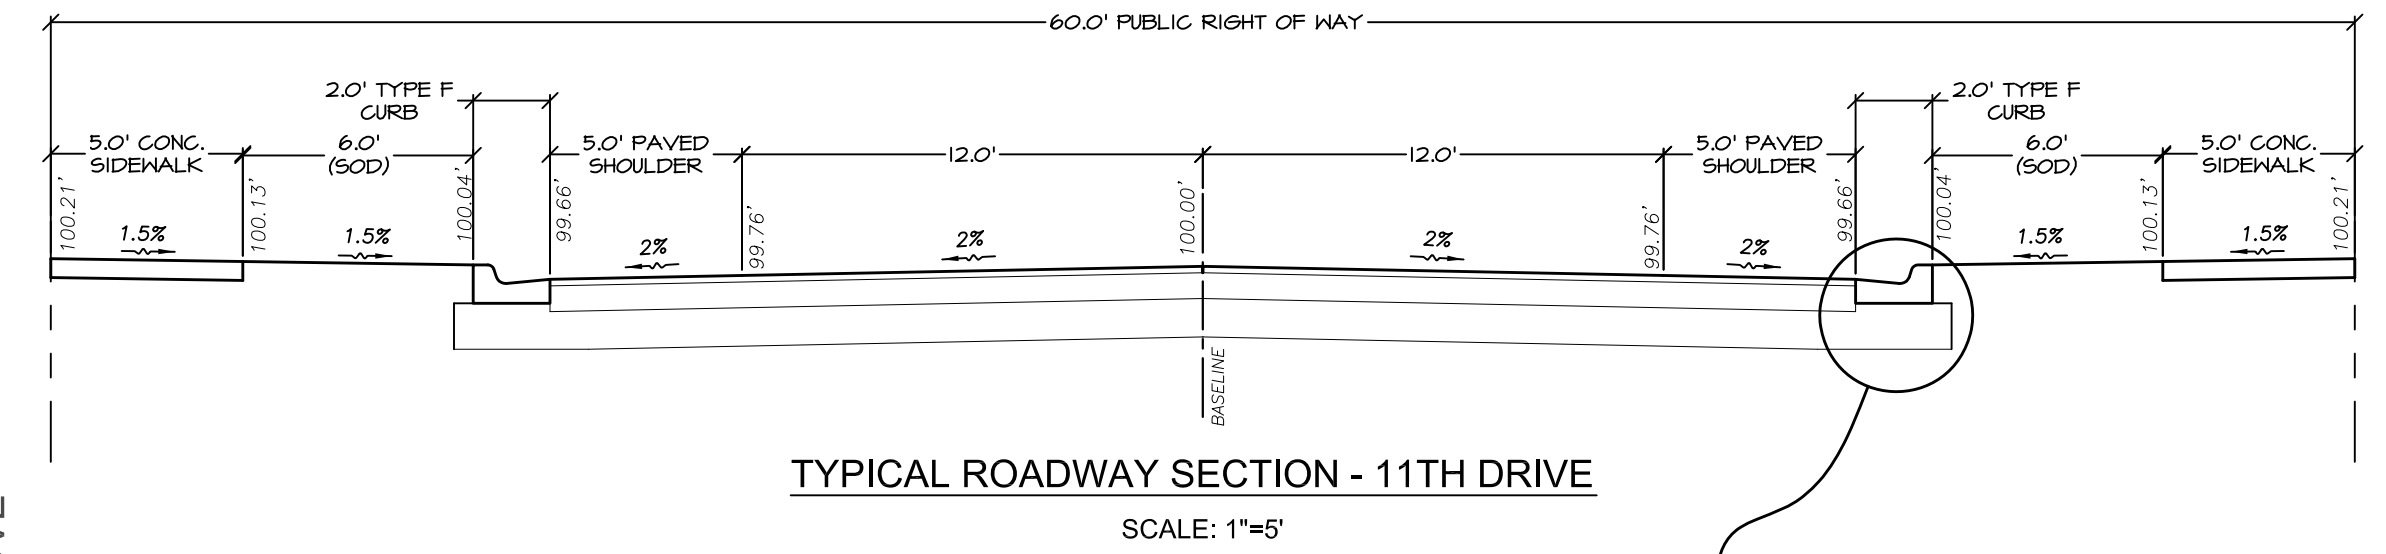 60.0' PUBLIC RIGHT OF WAY
2.0' TYPE F
CURB
2.0' TYPE F
CURB
5.0' CONC.
SIDEWALK
6.0'
(SOD)
5.0' PAVED
SHOULDER
12.0'
12.0'
5.0' PAVED
SHOULDER
6.0'
(SOD)
5.0' CONC.
SIDEWALK
100.21'
100.13'
100.04'
99.66'
99.76'
100.00'
99.76'
99.66'
100.04'
100.13'
100.21'
1.5%
1.5%
2%
2%
2%
2%
1.5%
1.5%
BASELINE
TYPICAL ROADWAY SECTION - 11TH DRIVE
SCALE: 1"=5'